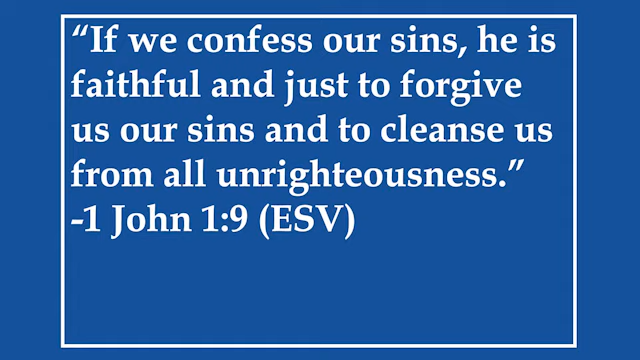 “If we confess our sins, he is
faithful and just to forgive
us our sins and to cleanse us
from all unrighteousness.”
-1 John 1:9 (ESV)